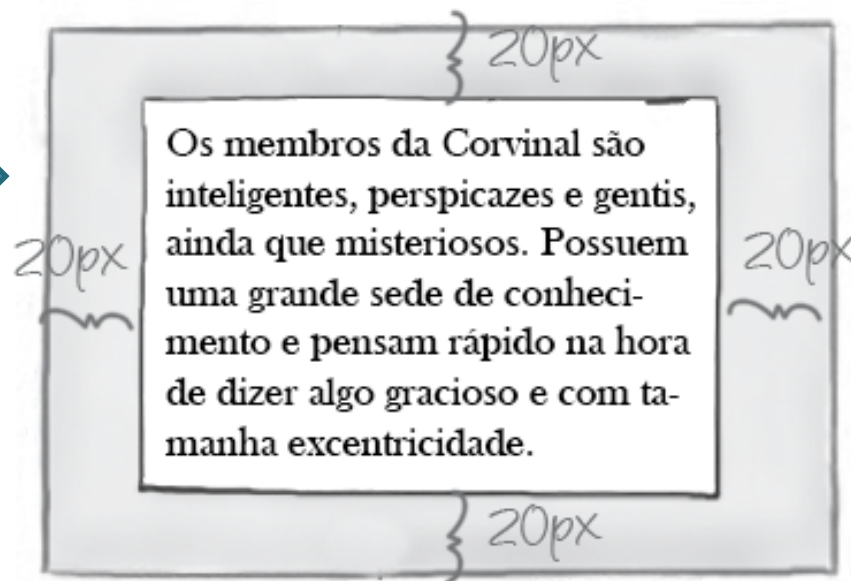 20px
Os membros da Corvinal são
inteligentes, perspicazes e gentis,
ainda que misteriosos. Possuem
20px
20px
uma grande sede de conheci-
mento e pensam rápido na hora
de dizer algo gracioso e com ta-
manha excentricidade.
20px